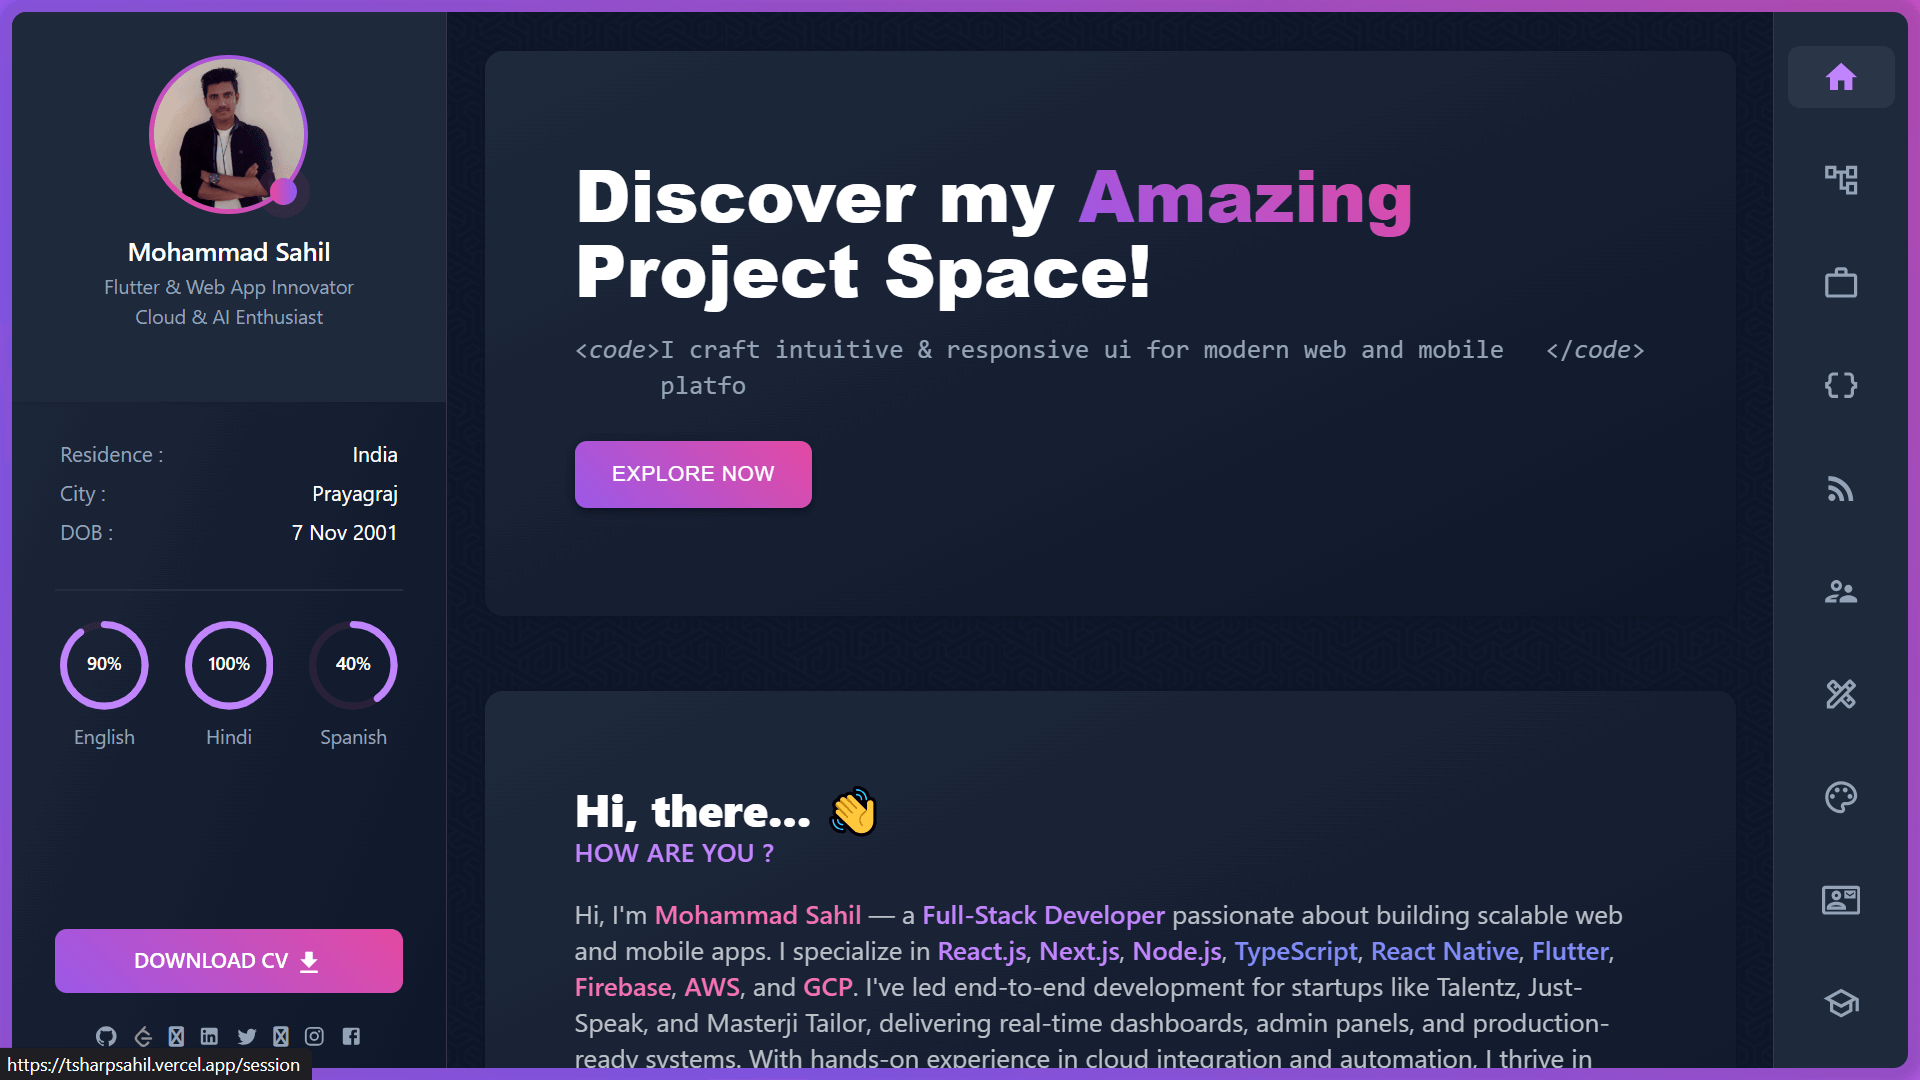 Mohammad Sahil
Flutter & Web App Innovator
Cloud & AI Enthusiast
Residence :
India
City :
Prayagraj
DOB :
7 Nov 2001
90%
100%
40%
English
Hindi
Spanish
DOWNLOAD CV
https://tsharpsahil.vercel.app/session
Discover my Amazing
Project Space!
<code>I craft intuitive & responsive ui for modern web and mobile </code>
platfo
EXPLORE NOW
Hi, there... 👋
HOW ARE YOU ?
Hi, I'm Mohammad Sahil — a Full-Stack Developer passionate about building scalable web
and mobile apps. I specialize in React.js, Next.js, Node.js, TypeScript, React Native, Flutter,
Firebase, AWS, and GCP. I've led end-to-end development for startups like Talentz, Just-
Speak, and Masterji Tailor, delivering real-time dashboards, admin panels, and production-
ready systems. With hands-on experience in cloud integration and automation, I thrive in